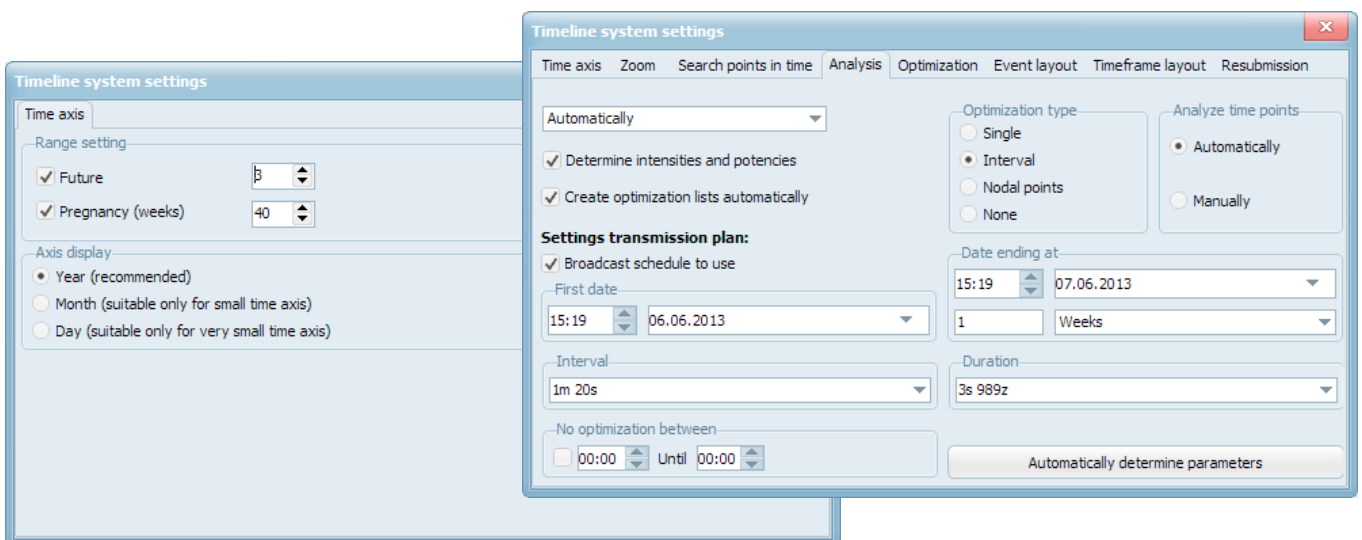 Timeline system settings
Time axis
Range setting
Future 3
Pregnancy (weeks) 40
Axis display
Year (recommended)
Month (suitable only for small time axis)
Day (suitable only for very small time axis)
Timeline system settings
Time axis Zoom Search points in time Analysis Optimization Event layout Timeframe layout Resubmission
Automatically
Determine intensities and potencies
Create optimization lists automatically
Optimization type
Single
Interval
Nodal points
None
Analyze time points
Automatically
Manually
Settings transmission plan:
Broadcast schedule to use
First date
15:19 06.06.2013
Date ending at
15:19 07.06.2013
1 Weeks
Interval
1m 20s
Duration
3s 989z
No optimization between
00:00 Until 00:00
Automatically determine parameters